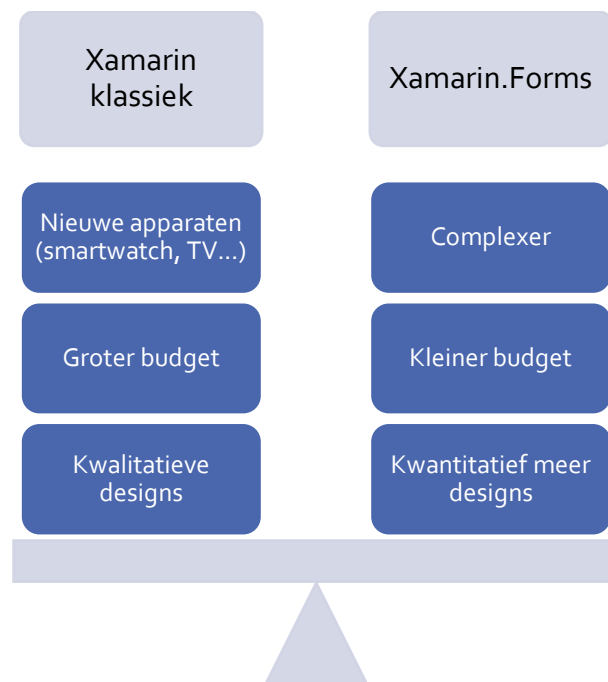 Xamarin
klassiek
Xamarin.Forms
Nieuwe apparaten
(smartwatch, TV...)
Complexer
Groter budget
Kleiner budget
Kwalitatieve
designs
Kwantitatief meer
designs